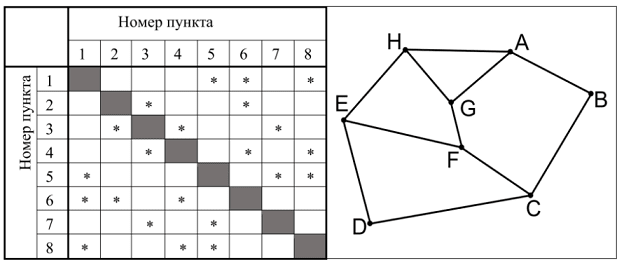 Номер пункта
1 2 3 4 5 6 7 8
Номер пункта
1 * * *
2 * *
3 * * *
4 * * *
5 * * *
6 * * *
7 * *
8 * * *
H A
B
G
E
F
C
D